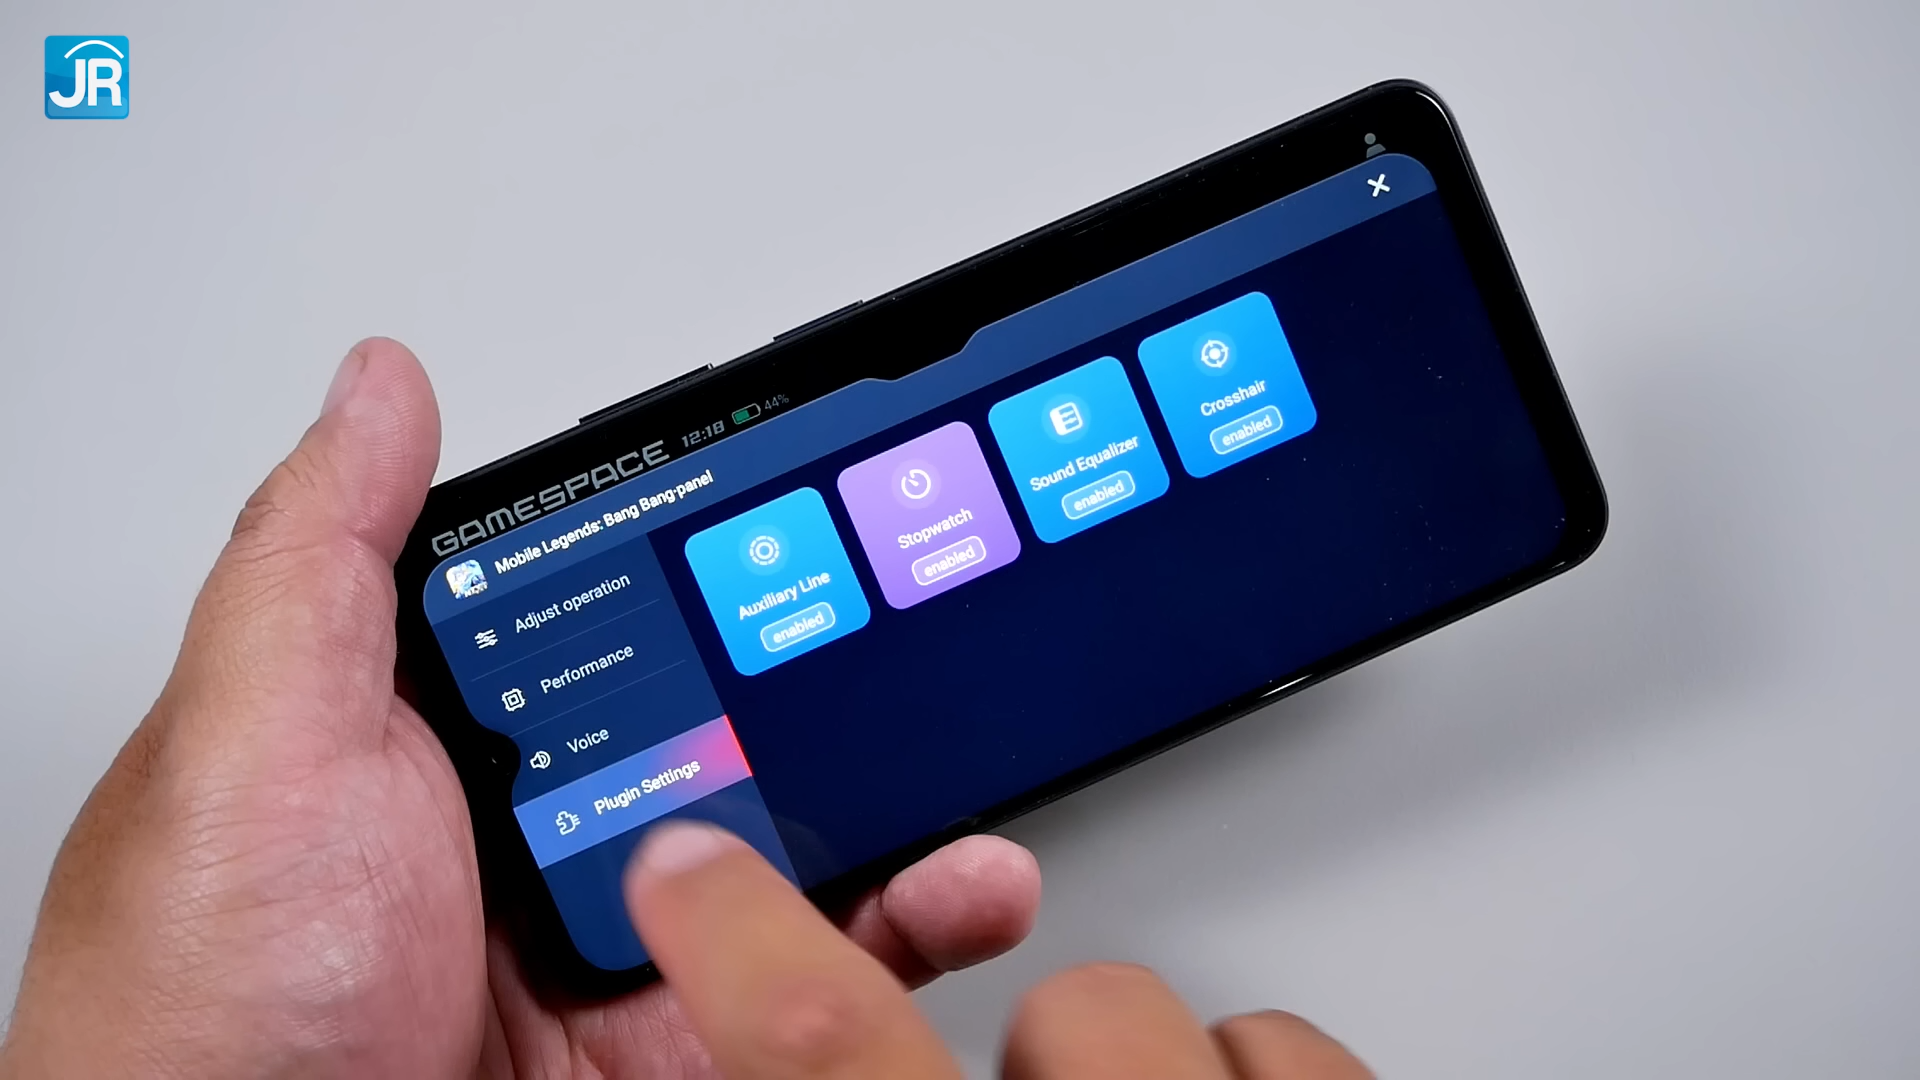 JR
GAMESPACE 12:18 44%
Mobile Legends: Bang Bang-panel
Adjust operation
Performance
Voice
Plugin Settings
Auxiliary Line
enabled
Stopwatch
enabled
Sound Equalizer
enabled
Crosshair
enabled